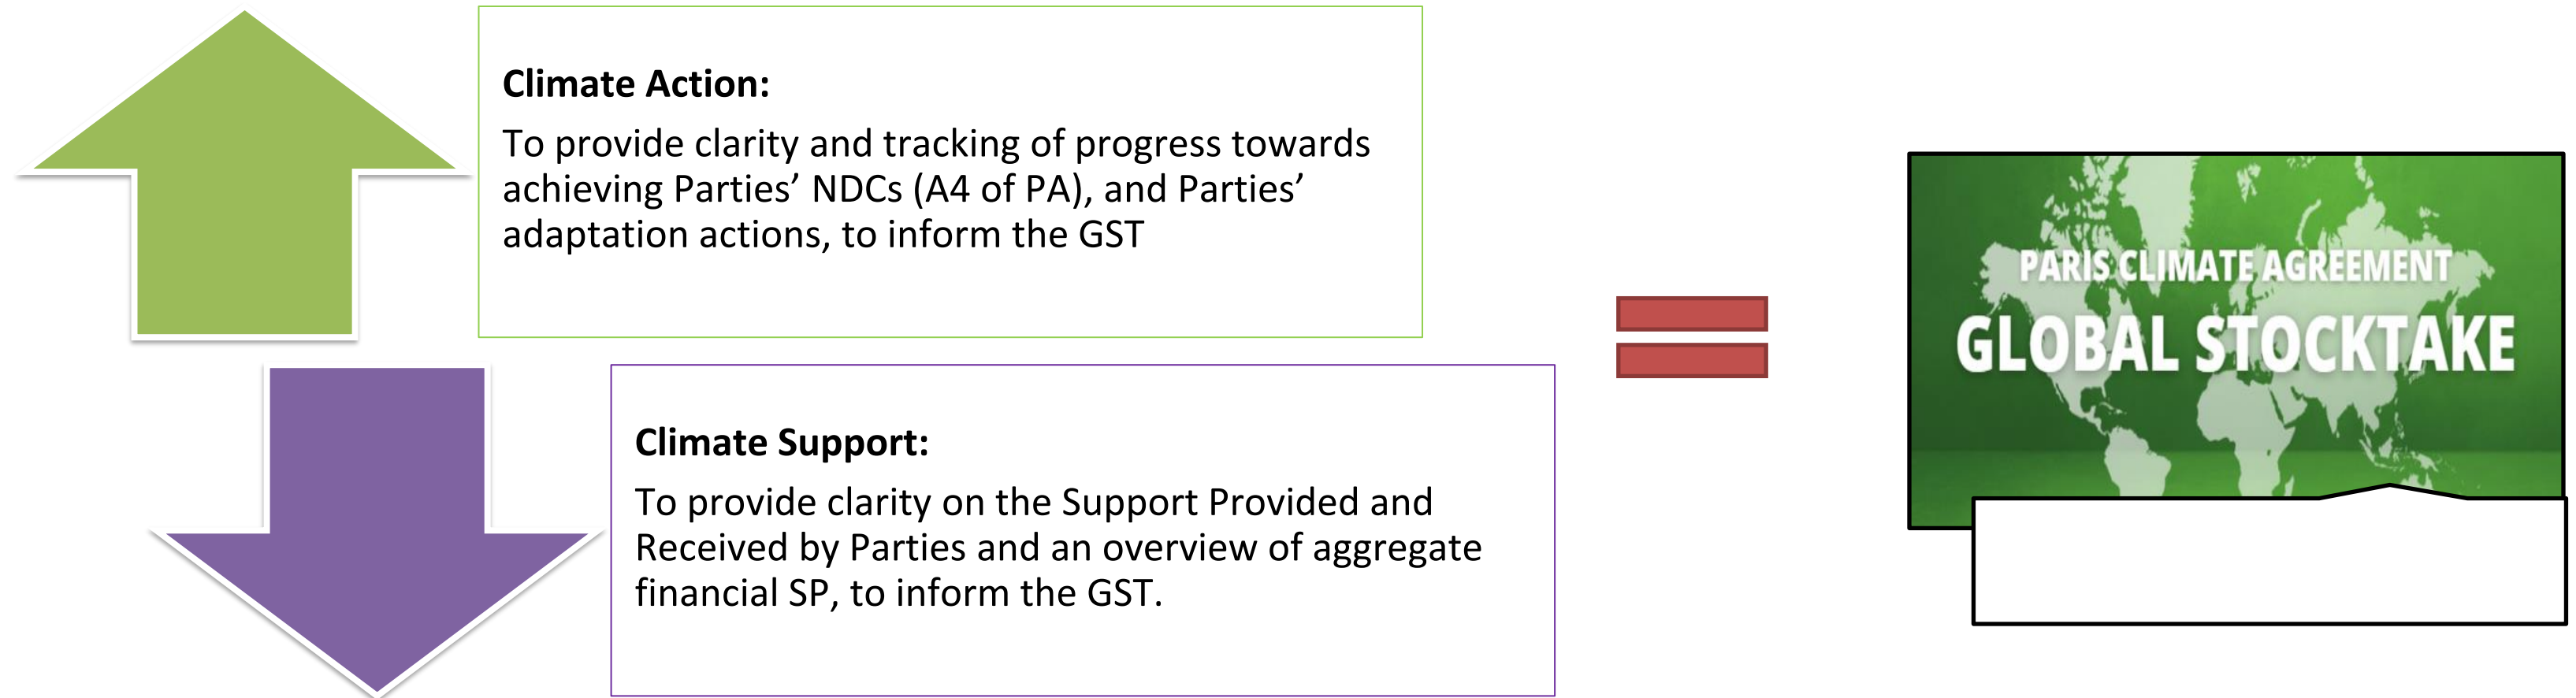 Climate Action:
To provide clarity and tracking of progress towards
achieving Parties’ NDCs (A4 of PA), and Parties’
adaptation actions, to inform the GST
Climate Support:
To provide clarity on the Support Provided and
Received by Parties and an overview of aggregate
financial SP, to inform the GST.
PARIS CLIMATE AGREEMENT
GLOBAL STOCKTAKE